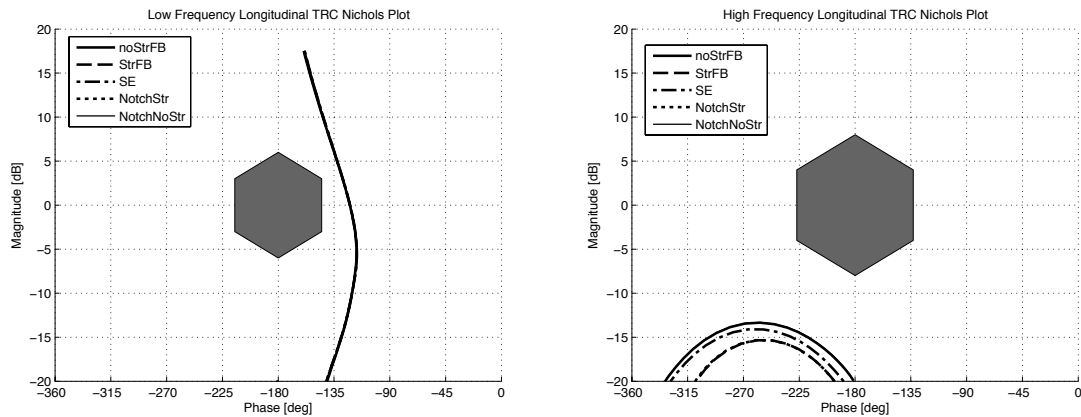 Low Frequency Longitudinal TRC Nichols Plot
20
15
10
5
0
−5
−10
−15
−20
Magnitude [dB]
noStrFB
StrFB
SE
NotchStr
NotchNoStr
−360 −315 −270 −225 −180 −135 −90 −45 0
Phase [deg]
High Frequency Longitudinal TRC Nichols Plot
20
15
10
5
0
−5
−10
−15
−20
Magnitude [dB]
noStrFB
StrFB
SE
NotchStr
NotchNoStr
−360 −315 −270 −225 −180 −135 −90 −45 0
Phase [deg]